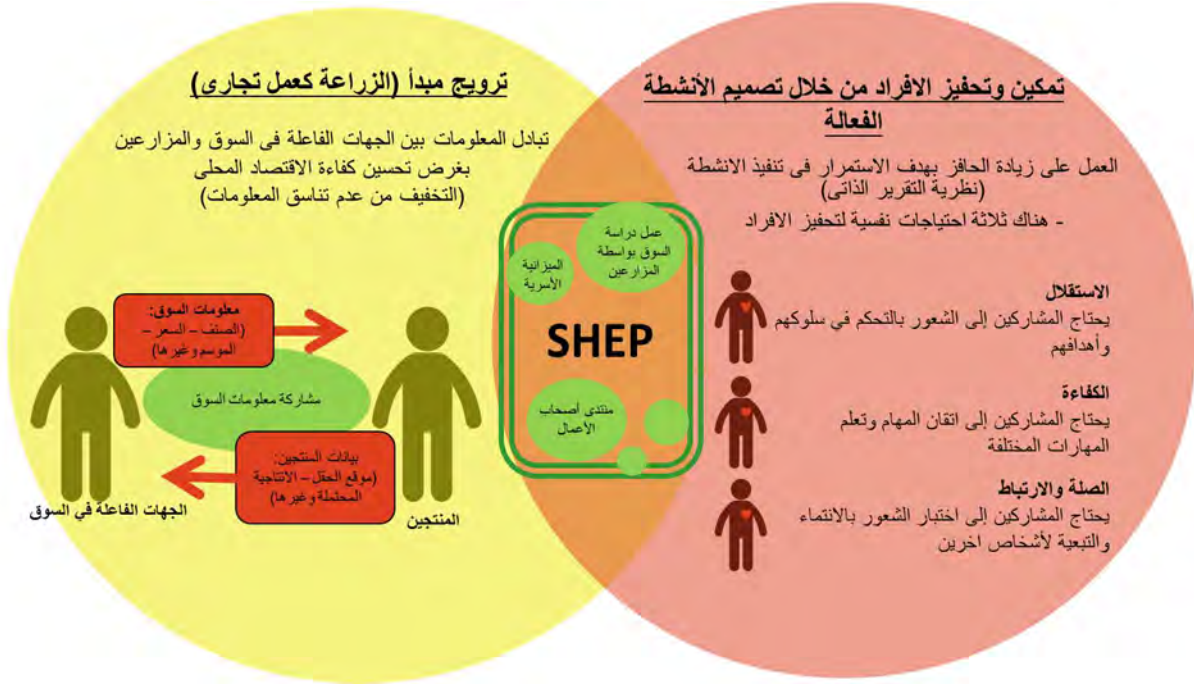 تمكين وتحفيز الافراد من خلال تصميم الأنشطة
الفعالة
العمل على زيادة الحافز بهدف الاستمرار فى تنفيذ الانشطة
(نظرية التقرير الذاتى)
- هناك ثلاثة احتياجات نفسية لتحفيز الافراد
الاستقلال
يحتاج المشاركين إلى الشعور بالتحكم في سلوكهم
وأهدافهم
الكفاءة
يحتاج المشاركين إلى اتقان المهام وتعلم
المهارات المختلفة
الصلة والارتباط
يحتاج المشاركين إلى اختبار الشعور بالانتماء
والتبعية لأشخاص اخرين
عمل دراسة
السوق بواسطة
المزارعين
الميزانية
الأسرية
SHEP
منتدى أصحاب
الأعمال
ترويج مبدأ (الزراعة كعمل تجارى)
تبادل المعلومات بين الجهات الفاعلة فى السوق والمزارعين
بغرض تحسين كفاءة الاقتصاد المحلى
(التخفيف من عدم تناسق المعلومات)
معلومات السوق:
(الصنف – السعر –
الموسم وغيرها)
مشاركة معلومات السوق
بيانات المنتجين:
(موقع الحقل – الانتاجية
المحتملة وغيرها)
المنتجين
الجهات الفاعلة في السوق